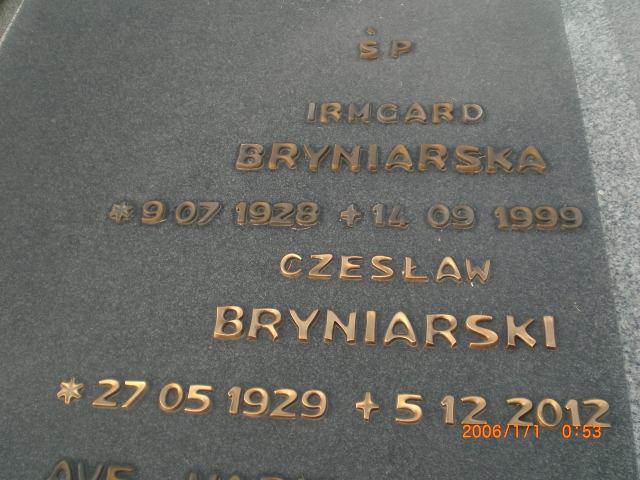 ŚP
IRMGARD
BRYNIARSKA
* 9 07 1928 + 14 09 1999
CZESŁAW
BRYNIARSKI
* 27 05 1929 + 5 12 2012
2006/1/1 0:53
AVE